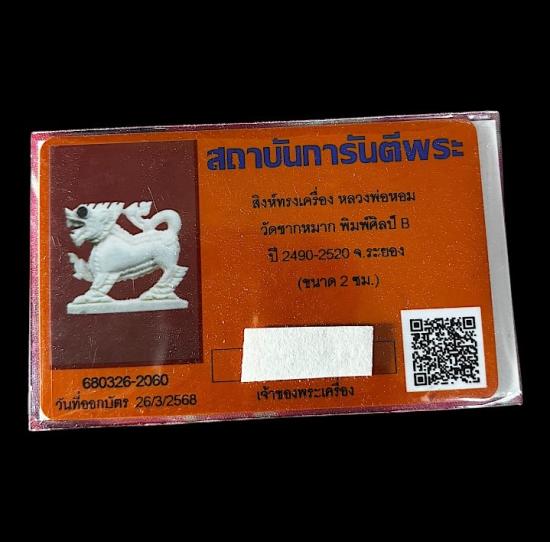 สถาบันการันตีพระ
สิงห์ทรงเครื่อง หลวงพ่อหอม
วัดซากหมาก พิมพ์ศิลป์ B
ปี 2490-2520 จ.ระยอง
(ขนาด 2 ซม.)
680326-2060
วันที่ออกบัตร 26/3/2568
เจ้าของพระเครื่อง